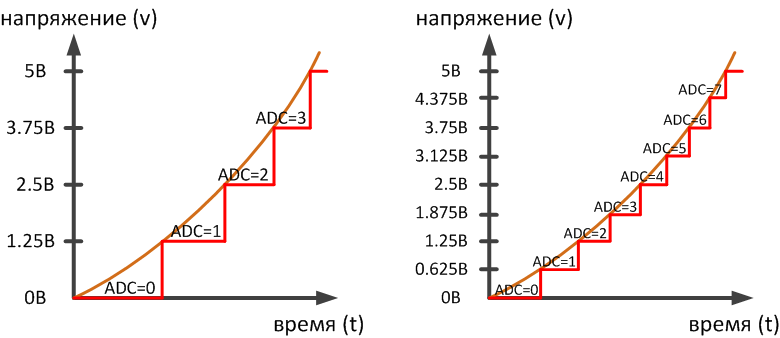 напряжение (v)
5В
3.75В
2.5В
1.25В
0В
ADC=3
ADC=2
ADC=1
ADC=0
время (t)
напряжение (v)
5В
4.375В
3.75В
3.125В
2.5В
1.875В
1.25В
0.625В
0В
ADC=7
ADC=6
ADC=5
ADC=4
ADC=3
ADC=2
ADC=1
ADC=0
время (t)